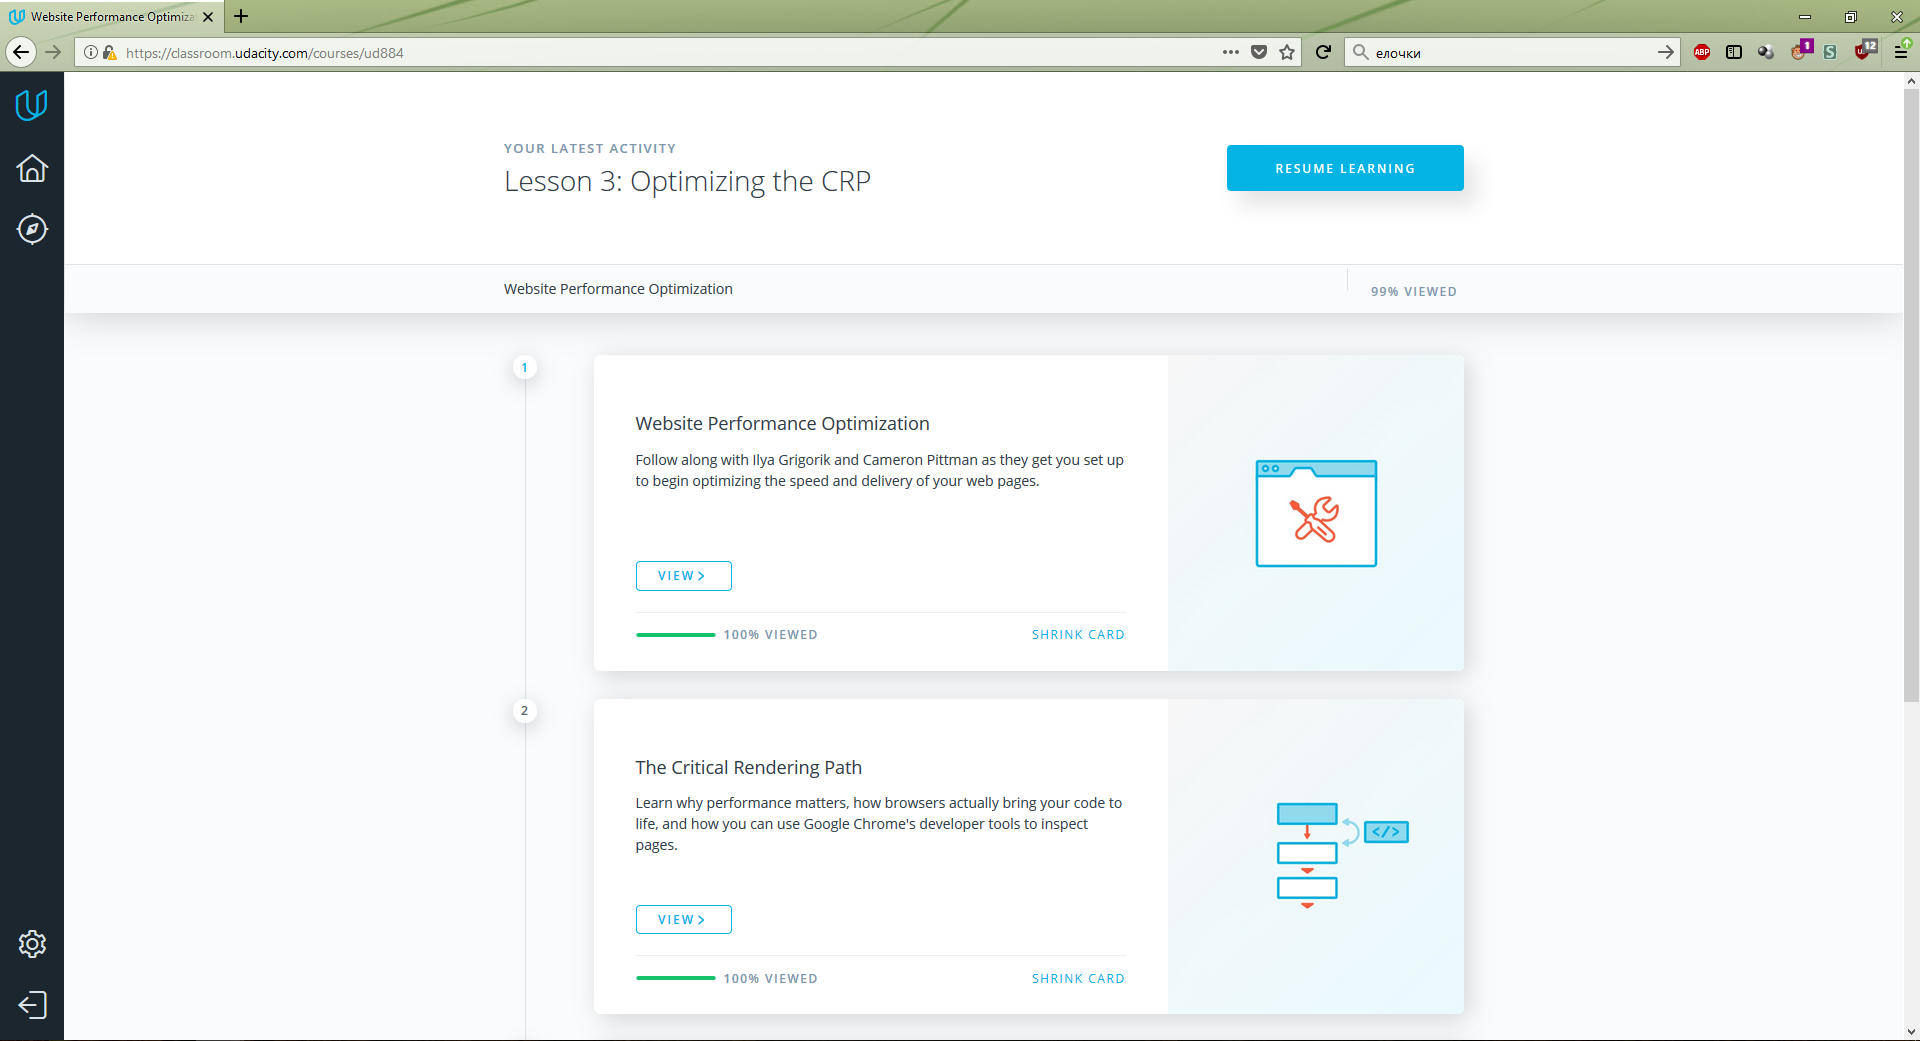 Website Performance Optimiza
https://classroom.udacity.com/courses/ud884
елочки
ABP
1
S
12
YOUR LATEST ACTIVITY
Lesson 3: Optimizing the CRP
RESUME LEARNING
Website Performance Optimization
99% VIEWED
1
Website Performance Optimization
Follow along with Ilya Grigorik and Cameron Pittman as they get you set up
to begin optimizing the speed and delivery of your web pages.
VIEW
100% VIEWED
SHRINK CARD
2
The Critical Rendering Path
Learn why performance matters, how browsers actually bring your code to
life, and how you can use Google Chrome's developer tools to inspect
pages.
</>
VIEW
100% VIEWED
SHRINK CARD